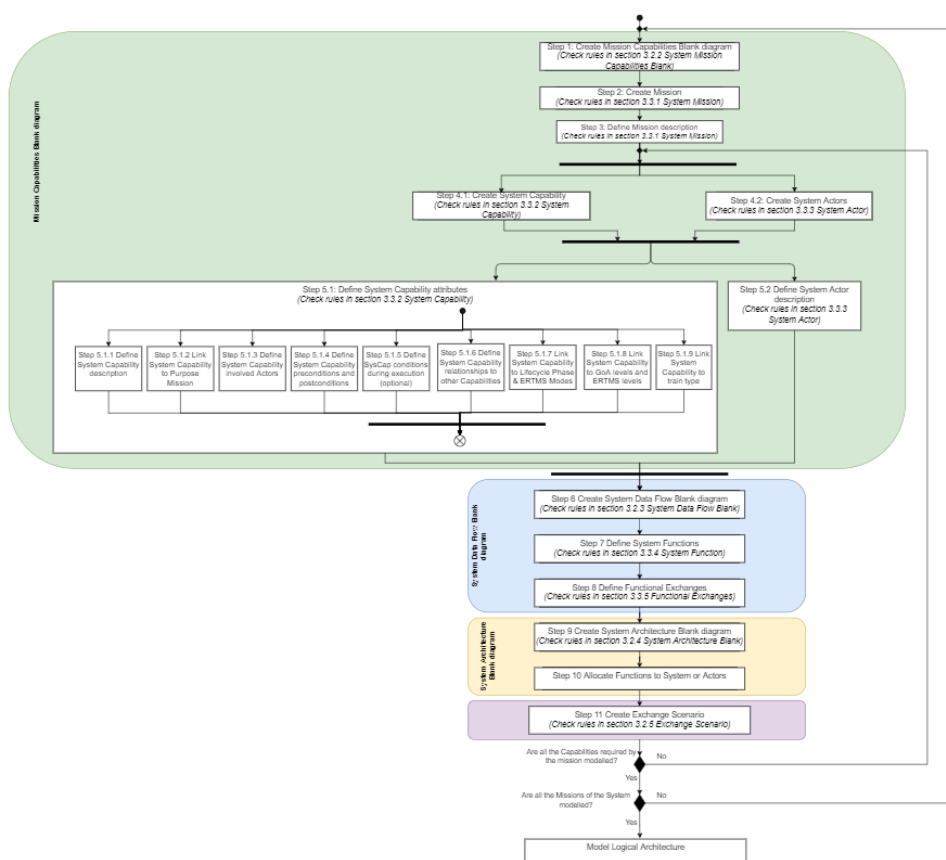 Step 1: Create Mission Capabilities Blank diagram
(Check rules in section 3.2.2 System Mission
Capabilities Blank)
Step 2: Create Mission
(Check rules in section 3.3.1 System Mission)
Step 3: Define Mission description
(Check rules in section 3.3.1 System Mission)
Mission Capabilities Blank diagram
Step 4.1: Create System Capability
(Check rules in section 3.3.2 System
Capability)
Step 4.2: Create System Actors
(Check rules in section 3.3.3 System Actor)
Step 5.1: Define System Capability attributes
(Check rules in section 3.3.2 System Capability)
Step 5.2 Define System Actor
description
(Check rules in section 3.3.3
System Actor)
Step 5.1.1 Define
System Capability
description
Step 5.1.2 Link
System Capability
to Purpose
Mission
Step 5.1.3 Define
System Capability
involved Actors
Step 5.1.4 Define
System Capability
preconditions and
postconditions
Step 5.1.5 Define
SysCap conditions
during execution
(optional)
Step 5.1.6 Define
System Capability
relationships to
other Capabilities
Step 5.1.7 Link
System Capability
to Lifecycle Phase
& ERTMS Modes
Step 5.1.8 Link
System Capability
to GoA levels and
ERTMS levels
Step 5.1.9 Link
System
Capability to
train type
System Data Flow Blank
diagram
Step 6 Create System Data Flow Blank diagram
(Check rules in section 3.2.3 System Data Flow Blank)
Step 7 Define System Functions
(Check rules in section 3.3.4 System Function)
Step 8 Define Functional Exchanges
(Check rules in section 3.3.5 Functional Exchanges)
System Architecture
Blank diagram
Step 9 Create System Architecture Blank diagram
(Check rules in section 3.2.4 System Architecture Blank)
Step 10 Allocate Functions to System or Actors
Step 11 Create Exchange Scenario
(Check rules in section 3.2.5 Exchange Scenario)
Are all the Capabilities required by
the mission modelled?
No
Yes
Are all the Missions of the System
modelled?
No
Yes
Model Logical Architecture